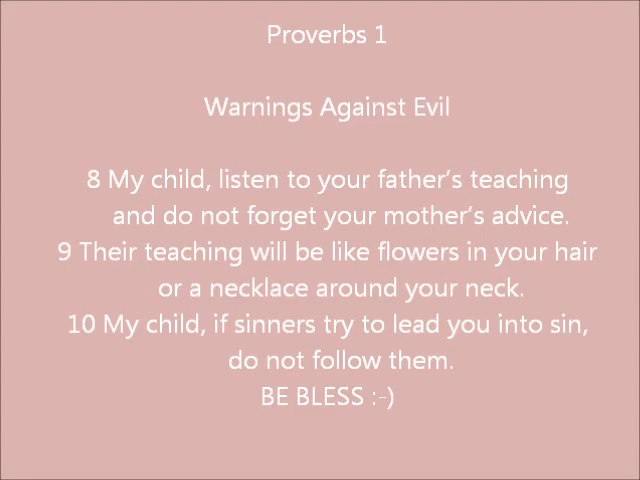 Proverbs 1
Warnings Against Evil
8 My child, listen to your father’s teaching
and do not forget your mother’s advice.
9 Their teaching will be like flowers in your hair
or a necklace around your neck.
10 My child, if sinners try to lead you into sin,
do not follow them.
BE BLESS :-)